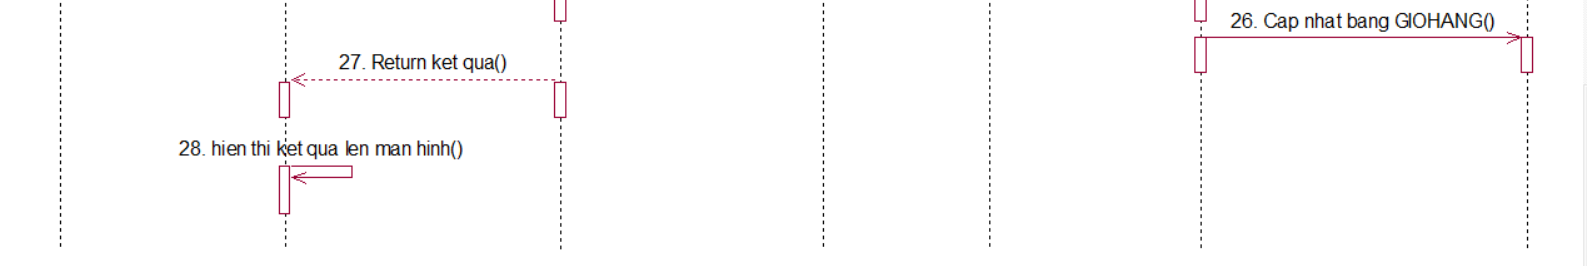 26. Cap nhat bang GIOHANG()
27. Return ket qua()
28. hien thi ket qua len man hinh()